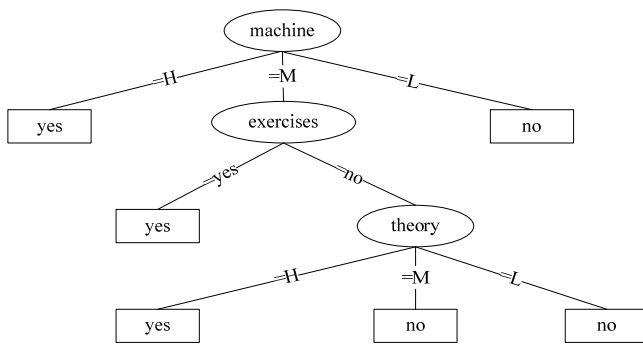 machine
=H
=M
=L
yes
exercises
no
=yes
=no
yes
theory
=H
=M
=L
yes
no
no